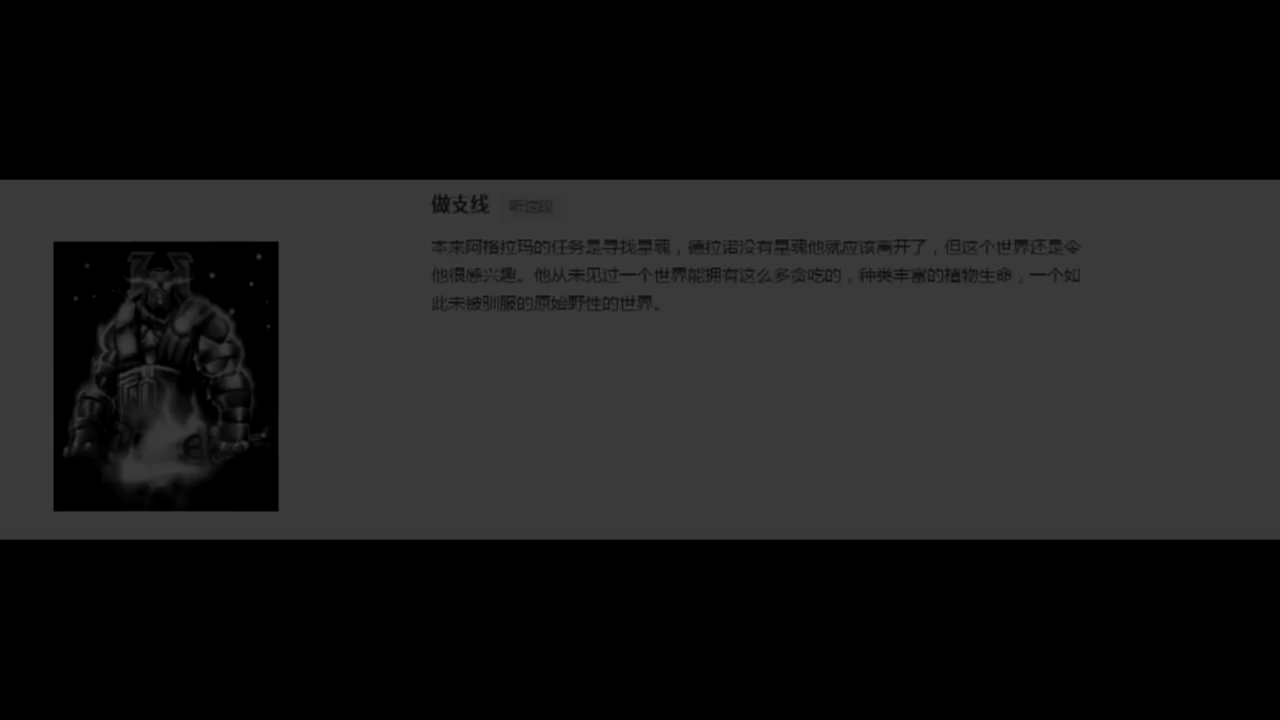 做支线 听这段
本来阿格拉玛的任务是寻找星魂，德拉诺没有星魂他就应该离开了，但这个世界还是令
他很感兴趣。他从未见过一个世界能拥有这么多贪吃的，种类丰富的植物生命，一个如
此未被驯服的原始野性的世界。